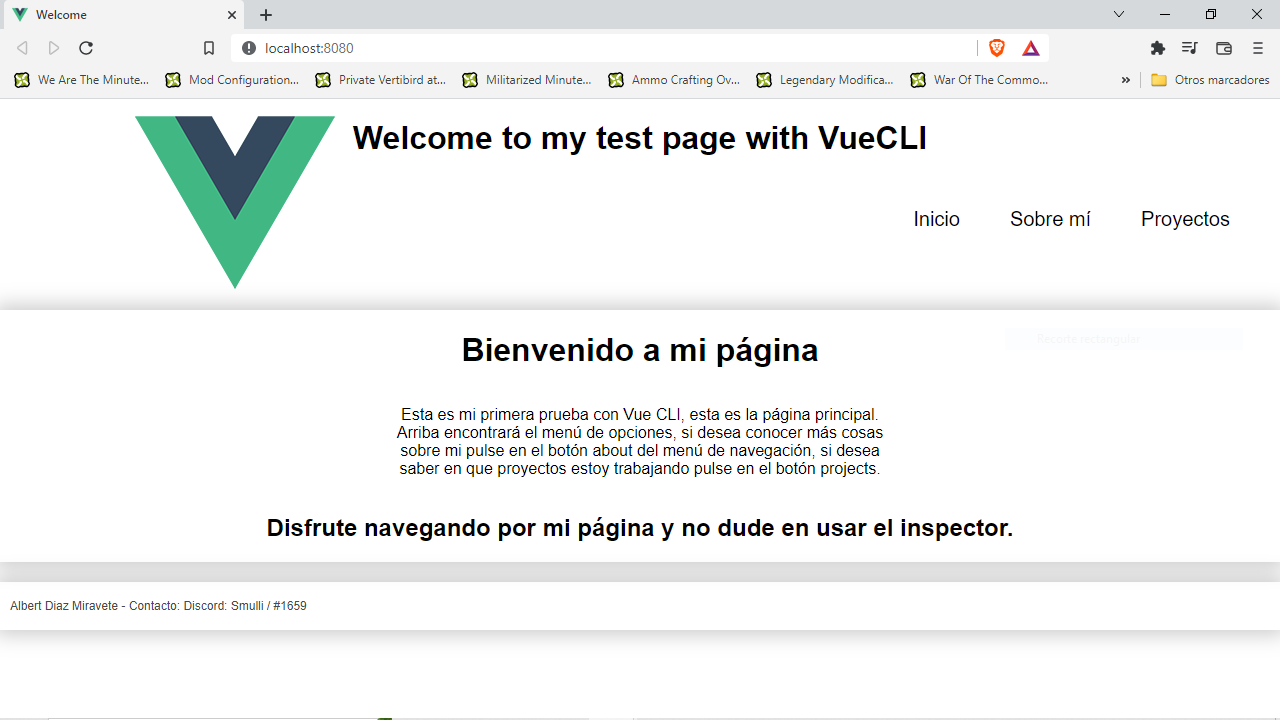 Welcome
localhost:8080
We Are The Minute...
Mod Configuration...
Private Vertibird at...
Militarized Minute...
Ammo Crafting Ov...
Legendary Modifica...
War Of The Commo...
Otros marcadores
Welcome to my test page with VueCLI
Inicio
Sobre mí
Proyectos
Bienvenido a mi página
Recorte rectangular
Esta es mi primera prueba con Vue CLI, esta es la página principal.
Arriba encontrará el menú de opciones, si desea conocer más cosas
sobre mi pulse en el botón about del menú de navegación, si desea
saber en que proyectos estoy trabajando pulse en el botón projects.
Disfrute navegando por mi página y no dude en usar el inspector.
Albert Diaz Miravete - Contacto: Discord: Smulli / #1659